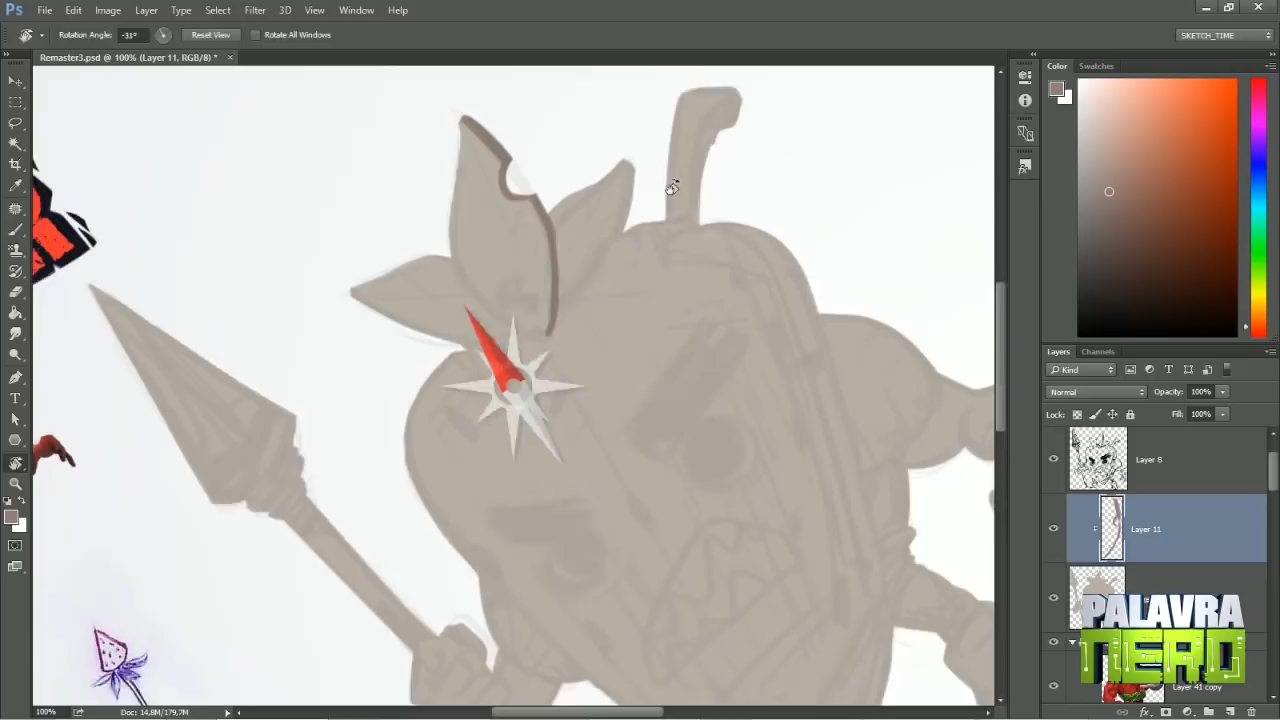 Ps File Edit Image Layer Type Select Filter 3D View Window Help
Rotation Angle: -31° Reset View Rotate All Windows SKETCH_TIME
Remaster3.psd @ 100% (Layer 11, RGB/8) *
Color Swatches
Layers Channels
Kind
Normal Opacity: 100%
Lock: Fill: 100%
Layer 8
Layer 11
PALAVRA
NERD
Layer 41 copy
100% Doc: 14,8M/179,7M